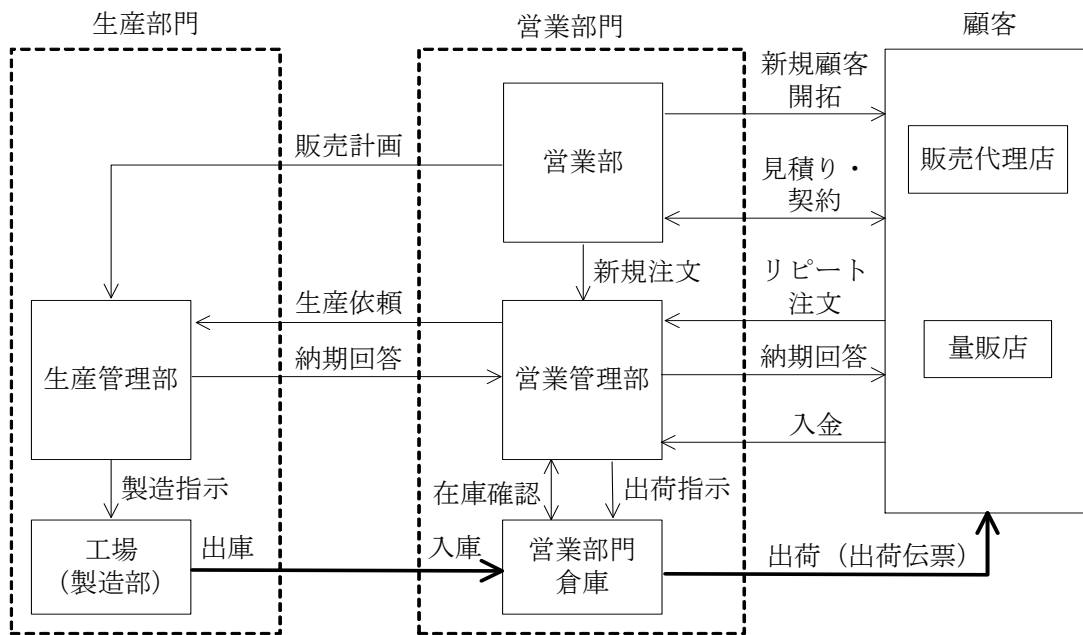 生産部門
営業部門
顧客
新規顧客
開拓
販売計画
営業部
販売代理店
見積り・
契約
新規注文
リピート
注文
生産依頼
量販店
生産管理部
納期回答
営業管理部
納期回答
入金
製造指示
在庫確認
出荷指示
工場
（製造部）
出庫
入庫
営業部門
倉庫
出荷（出荷伝票）